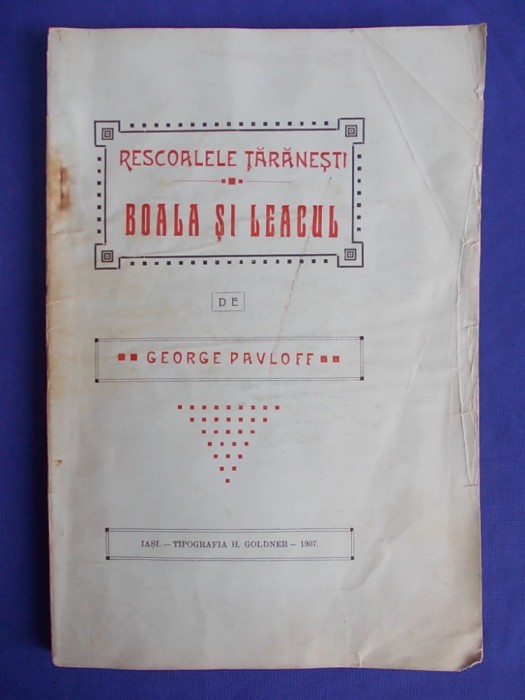 RESCOALELE ȚĂRĂNEȘTI
BOALA ȘI LEACUL
DE
GEORGE PAVLOFF
IAȘI. — TIPOGRAFIA H. GOLDNER — 1907.